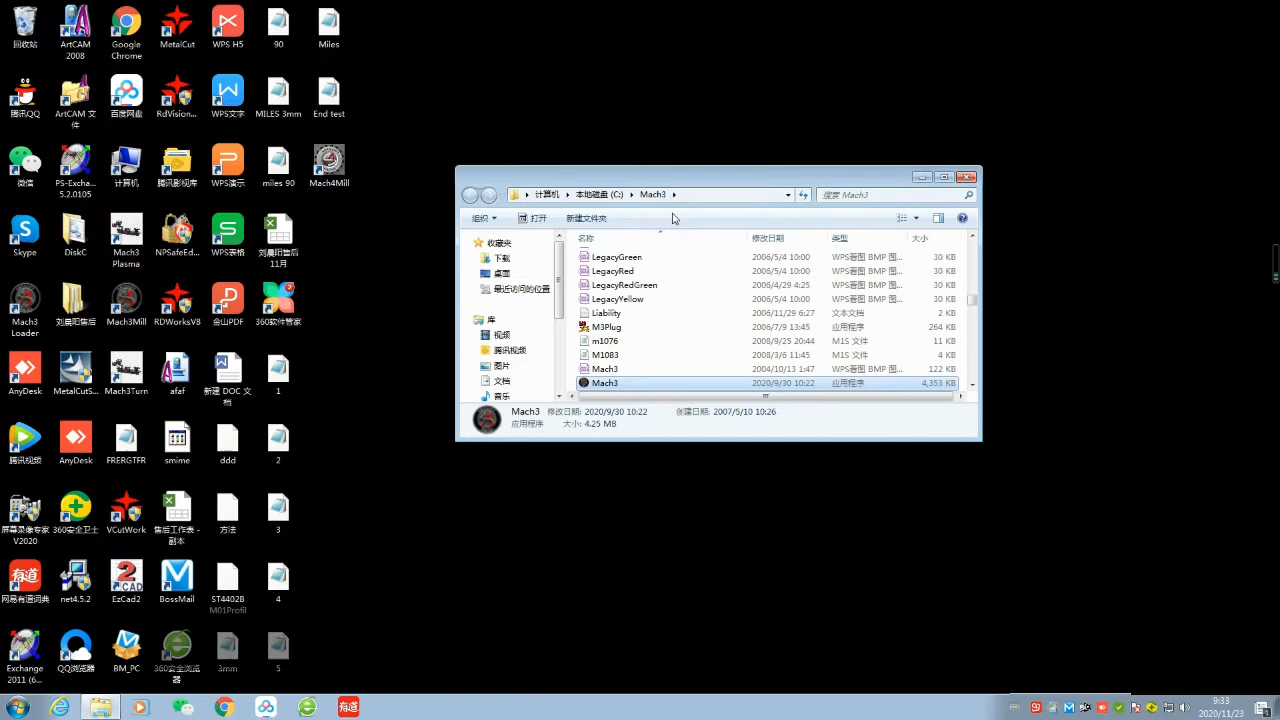 回收站
ArtCAM
2008
Google
Chrome
MetalCut
WPS H5
90
Miles
腾讯QQ
ArtCAM 文
件
百度网盘
RdVision...
WPS文字
MILES 3mm
End test
微信
PS-Excha...
5.2.0105
计算机
腾讯影视库
WPS演示
miles 90
Mach4Mill
Skype
DiskC
Mach3
Plasma
NPSafeEd...
WPS表格
刘晨阳售后
11月
Mach3
Loader
刘晨阳售后
Mach3Mill
RDWorksV8
金山PDF
360软件管家
AnyDesk
MetalCutS...
Mach3Turn
afaf
新建 DOC 文
档
1
腾讯视频
AnyDesk
FRERGTFR
smime
ddd
2
屏幕录像专家
V2020
360安全卫士
VCutWork
售后工作表 -
副本
方法
3
有道
网易有道词典
net4.5.2
EzCad2
BossMail
ST4402B
M01Profil
4
Exchange
2011 (6...
QQ浏览器
BM_PC
360安全浏览
器
3mm
5
计算机 本地磁盘 (C:) Mach3
搜索 Mach3
组织 打开 新建文件夹
收藏夹
下载
桌面
最近访问的位置
库
视频
腾讯视频
图片
文档
音乐
名称 修改日期 类型 大小
LegacyGreen 2006/5/4 10:00 WPS看图 BMP 图... 30 KB
LegacyRed 2006/5/4 10:00 WPS看图 BMP 图... 30 KB
LegacyRedGreen 2006/4/29 4:25 WPS看图 BMP 图... 30 KB
LegacyYellow 2006/5/4 10:00 WPS看图 BMP 图... 30 KB
Liability 2006/11/29 6:27 文本文档 2 KB
M3Plug 2006/7/9 13:45 应用程序 264 KB
m1076 2008/9/25 20:44 M1S 文件 11 KB
M1083 2008/3/6 11:45 M1S 文件 4 KB
Mach3 2004/10/13 1:47 WPS看图 BMP 图... 122 KB
Mach3 2020/9/30 10:22 应用程序 4,353 KB
Mach3 修改日期: 2020/9/30 10:22 创建日期: 2007/5/10 10:26
应用程序 大小: 4.25 MB
有道
9:33
2020/11/23